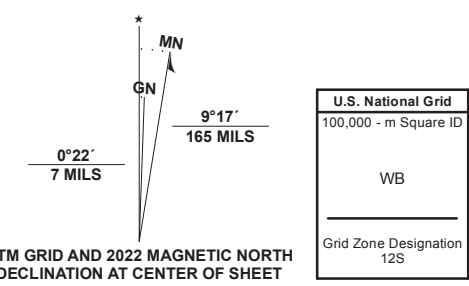 ★
MN
GN
9°17´
165 MILS
0°22´
7 MILS
TM GRID AND 2022 MAGNETIC NORTH
DECLINATION AT CENTER OF SHEET
U.S. National Grid
100,000 - m Square ID
WB
Grid Zone Designation
12S